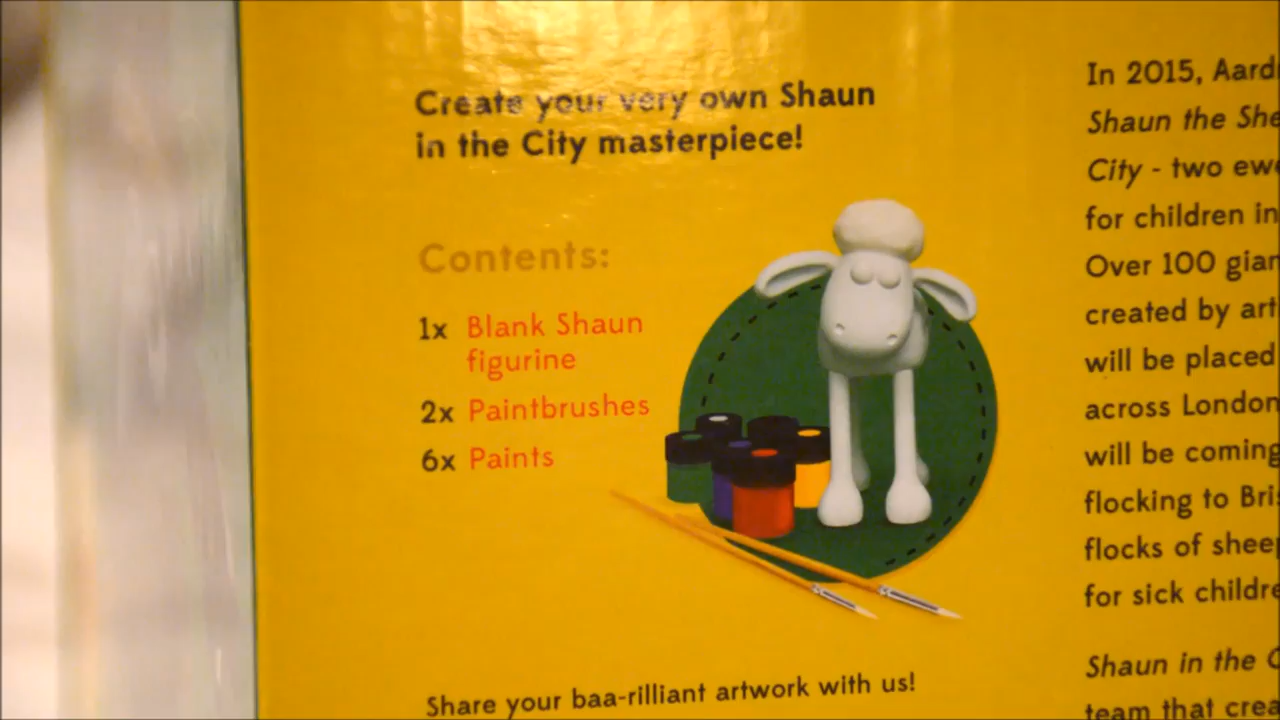 Create your very own Shaun
in the City masterpiece!
Contents:
1x Blank Shaun
figurine
2x Paintbrushes
6x Paints
Share your baa-rilliant artwork with us!
In 2015,
Shaun the
City - two
for children in
Over 100
created by
will be placed
across London
will be coming
flocking to
flocks of
for sick
Shaun in the
team that